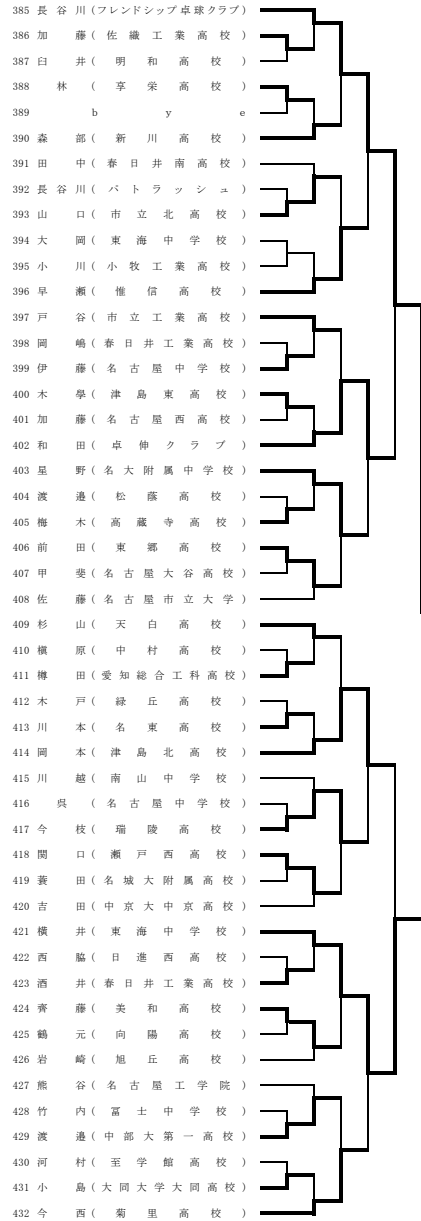 385 長谷川(フレンドシップ卓球クラブ)
386 加藤(佐織工業高校)
387 臼井(明和高校)
388 林(享栄高校)
389 bye
390 森部(新川高校)
391 田中(春日井南高校)
392 長谷川(パトラッシュ)
393 山口(市立北高校)
394 大岡(東海中学校)
395 小川(小牧工業高校)
396 早瀬(惟信高校)
397 戸谷(市立工業高校)
398 岡嶋(春日井工業高校)
399 伊藤(名古屋中学校)
400 木學(津島東高校)
401 加藤(名古屋西高校)
402 和田(卓伸クラブ)
403 星野(名大附属中学校)
404 渡邉(松蔭高校)
405 梅木(高蔵寺高校)
406 前田(東郷高校)
407 甲斐(名古屋大谷高校)
408 佐藤(名古屋市立大学)
409 杉山(天白高校)
410 槇原(中村高校)
411 樽田(愛知総合工科高校)
412 木戸(緑丘高校)
413 川本(名東高校)
414 岡本(津島北高校)
415 川越(南山中学校)
416 呉(名古屋中学校)
417 今枝(瑞陵高校)
418 関口(瀬戸西高校)
419 蓑田(名城大附属高校)
420 吉田(中京大中京高校)
421 横井(東海中学校)
422 西脇(日進西高校)
423 酒井(春日井工業高校)
424 齊藤(美和高校)
425 鶴元(向陽高校)
426 岩崎(旭丘高校)
427 熊谷(名古屋工学院)
428 竹内(冨士中学校)
429 渡邉(中部大第一高校)
430 河村(至学館高校)
431 小島(大同大学大同高校)
432 今西(菊里高校)